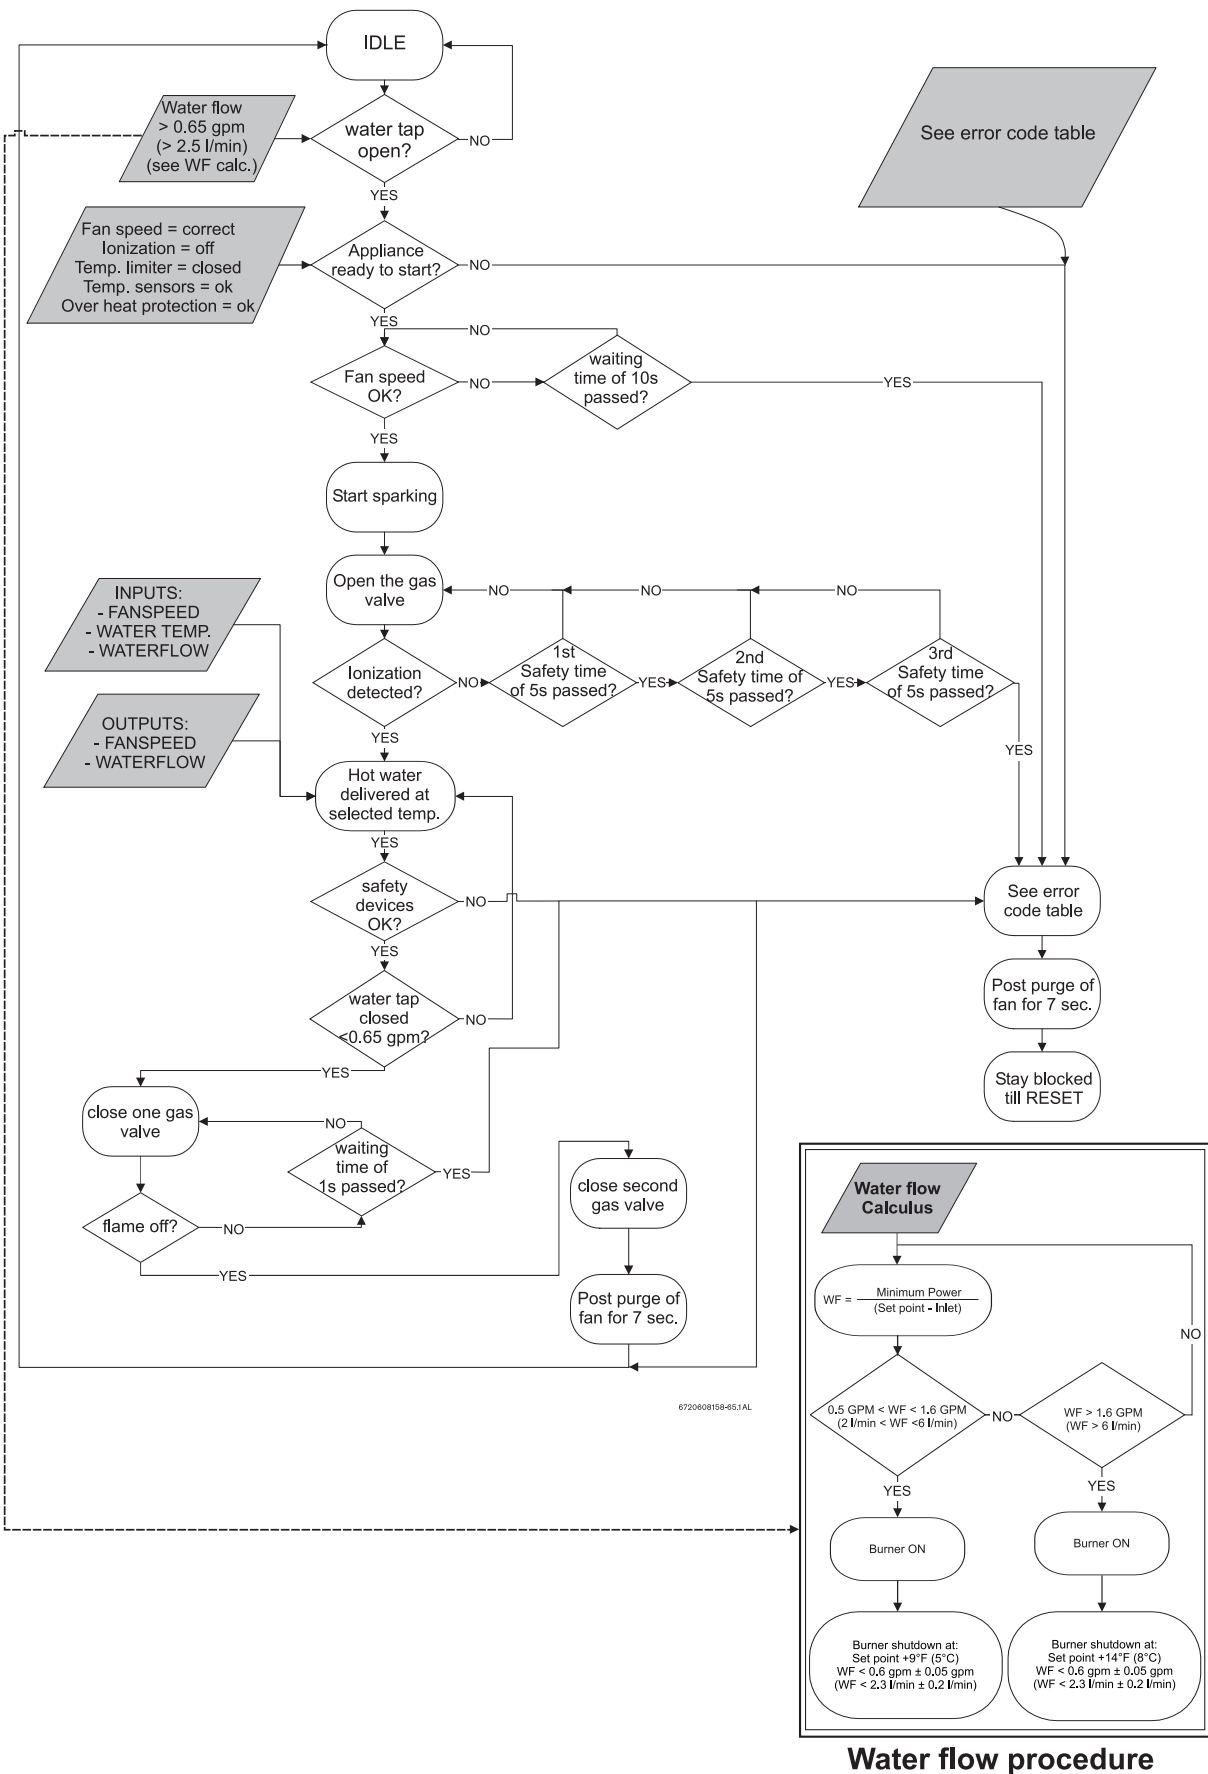 IDLE
Water flow
> 0.65 gpm
(> 2.5 l/min)
(see WF calc.)
water tap
open?
NO
See error code table
YES
Fan speed = correct
Ionization = off
Temp. limiter = closed
Temp. sensors = ok
Over heat protection = ok
Appliance
ready to start?
NO
YES
NO
Fan speed
OK?
NO
waiting
time of 10s
passed?
YES
YES
Start sparking
Open the gas
valve
NO
NO
NO
INPUTS:
- FANSPEED
- WATER TEMP.
- WATERFLOW
Ionization
detected?
NO
1st
Safety time
of 5s passed?
YES
2nd
Safety time of
5s passed?
YES
3rd
Safety time
of 5s passed?
YES
OUTPUTS:
- FANSPEED
- WATERFLOW
YES
Hot water
delivered at
selected temp.
YES
safety
devices
OK?
NO
See error
code table
YES
water tap
closed
<0.65 gpm?
NO
Post purge of
fan for 7 sec.
YES
Stay blocked
till RESET
close one gas
valve
NO
waiting
time of
1s passed?
YES
close second
gas valve
flame off?
NO
YES
Post purge of
fan for 7 sec.
6720608158-65.1AL
Water flow
Calculus
WF = Minimum Power
(Set point - Inlet)
NO
0.5 GPM < WF < 1.6 GPM
(2 l/min < WF <6 l/min)
NO
WF > 1.6 GPM
(WF > 6 l/min)
YES
YES
Burner ON
Burner ON
Burner shutdown at:
Set point +9°F (5°C)
WF < 0.6 gpm ± 0.05 gpm
(WF < 2.3 l/min ± 0.2 l/min)
Burner shutdown at:
Set point +14°F (8°C)
WF < 0.6 gpm ± 0.05 gpm
(WF < 2.3 l/min ± 0.2 l/min)
Water flow procedure